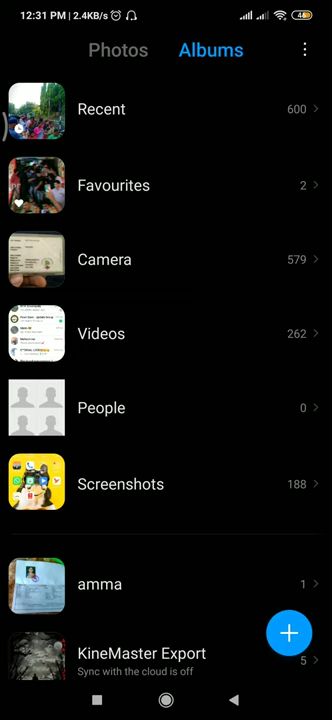 12:31 PM | 2.4KB/s
46
Photos
Albums
Recent
600
Favourites
2
Camera
579
Videos
262
People
0
Screenshots
188
amma
1
KineMaster Export
Sync with the cloud is off
5